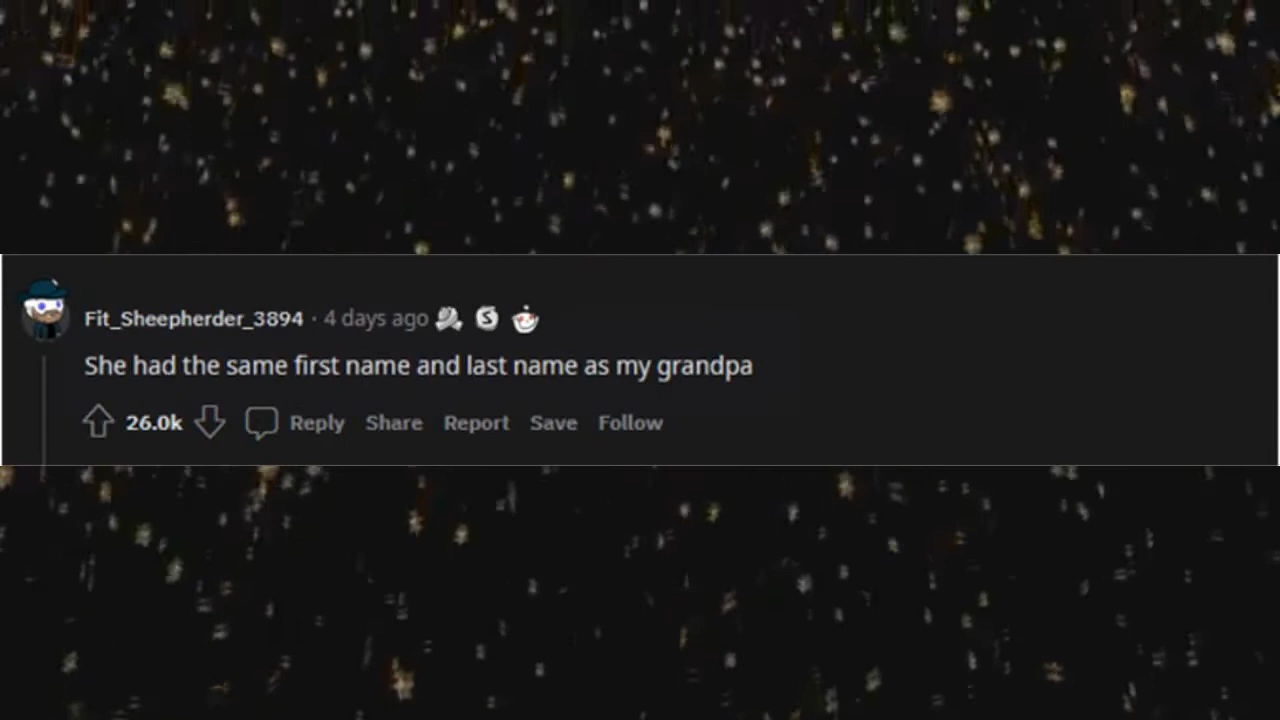 Fit_Sheepherder_3894 · 4 days ago
She had the same first name and last name as my grandpa
26.0k Reply Share Report Save Follow